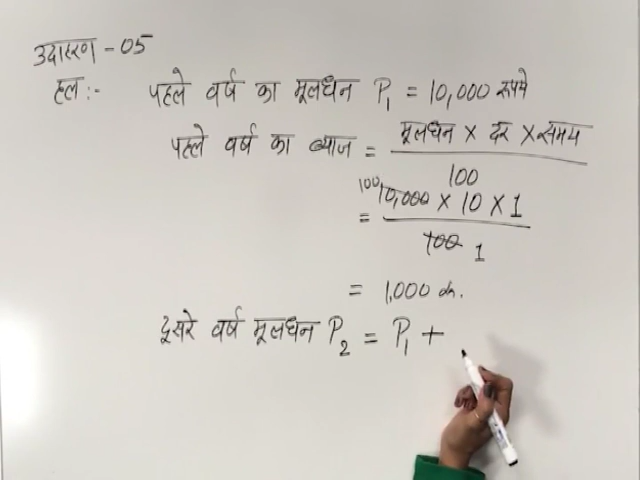 उदाहरण - 05
हल :- पहले वर्ष का मूलधन P₁ = 10,000 रुपये
पहले वर्ष का ब्याज = मूलधन × दर × समय / 100
= 10,000 × 10 × 1 / 100
100 1
= 1,000 रु.
दूसरे वर्ष मूलधन P₂ = P₁ +